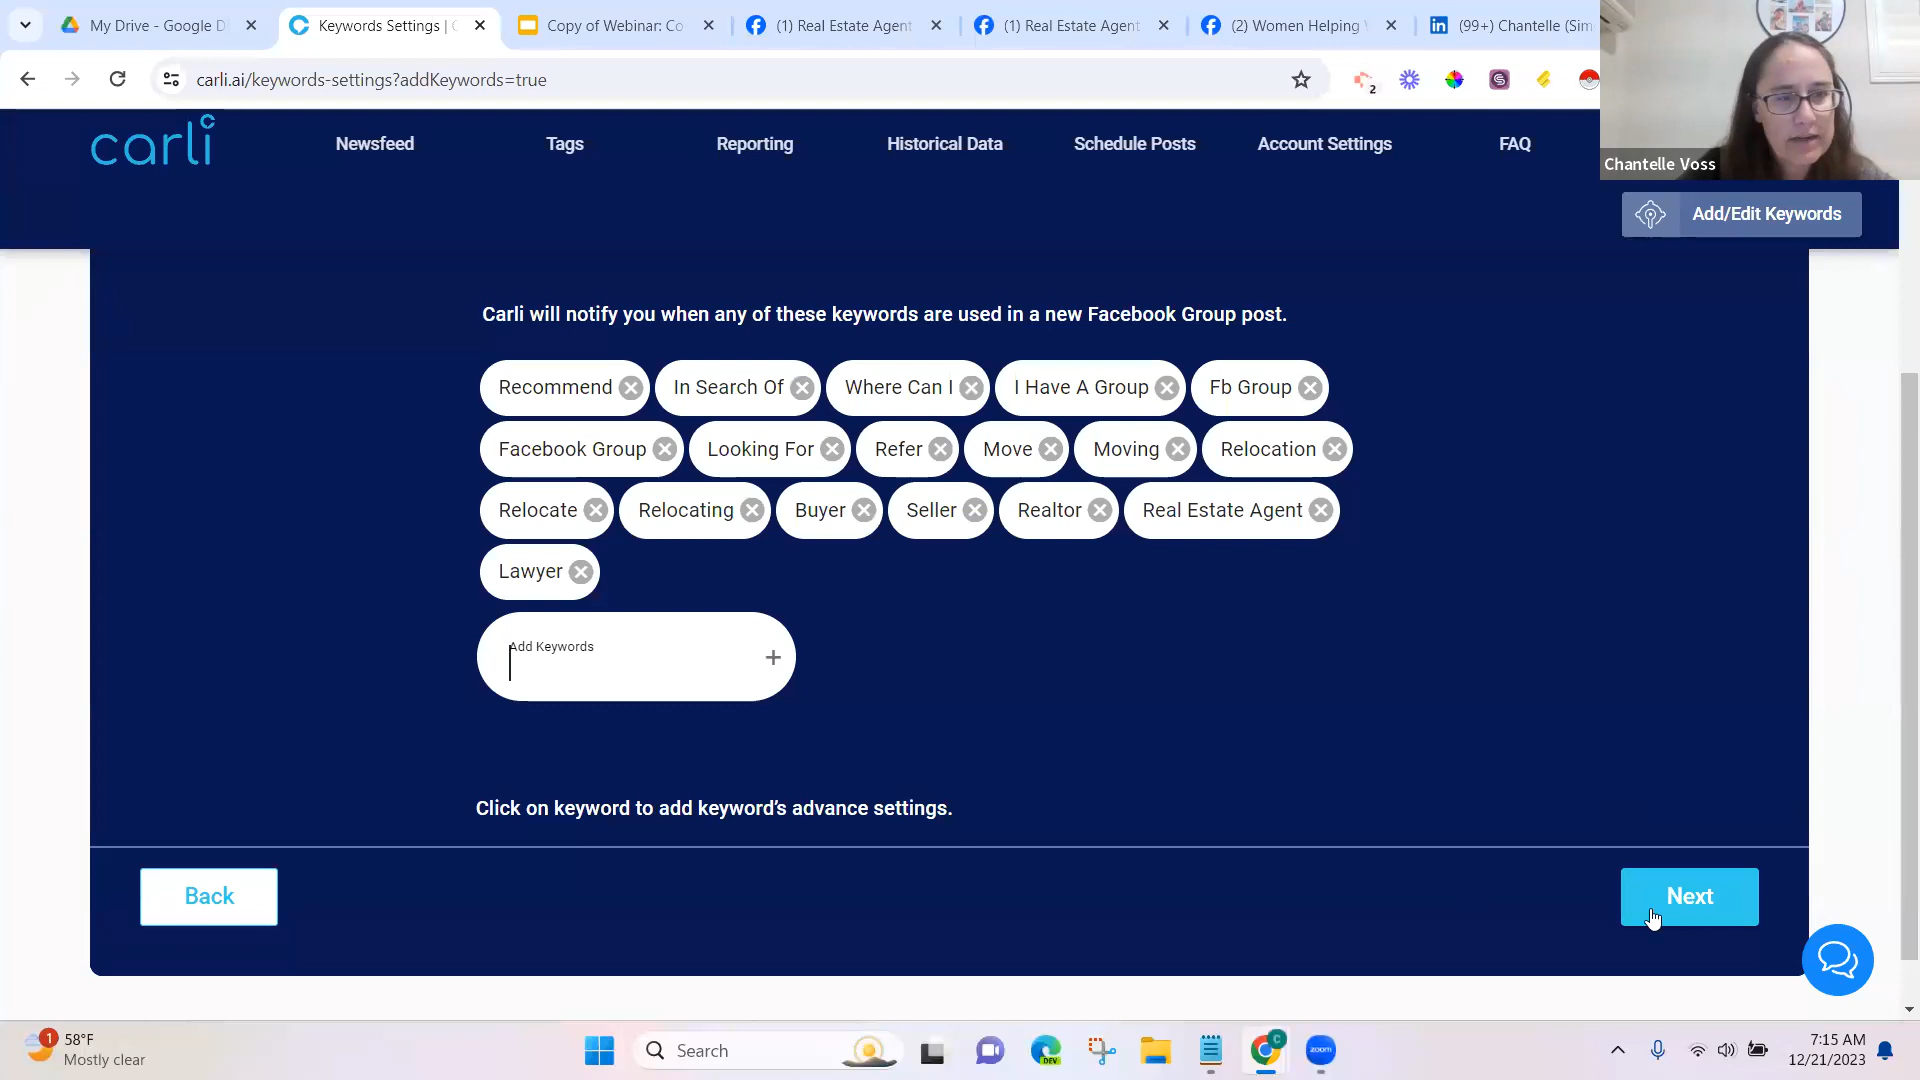 My Drive - Google D
Keywords Settings | C
Copy of Webinar: Co
(1) Real Estate Agent
(1) Real Estate Agent
(2) Women Helping
(99+) Chantelle (Sim
carli.ai/keywords-settings?addKeywords=true
2
carli
Newsfeed
Tags
Reporting
Historical Data
Schedule Posts
Account Settings
FAQ
Chantelle Voss
Add/Edit Keywords
Carli will notify you when any of these keywords are used in a new Facebook Group post.
Recommend In Search Of Where Can I I Have A Group Fb Group
Facebook Group Looking For Refer Move Moving Relocation
Relocate Relocating Buyer Seller Realtor Real Estate Agent
Lawyer
Add Keywords
+
Click on keyword to add keyword's advance settings.
Back
Next
1
58°F
Mostly clear
Search
DEV
C
zoom
7:15 AM
12/21/2023